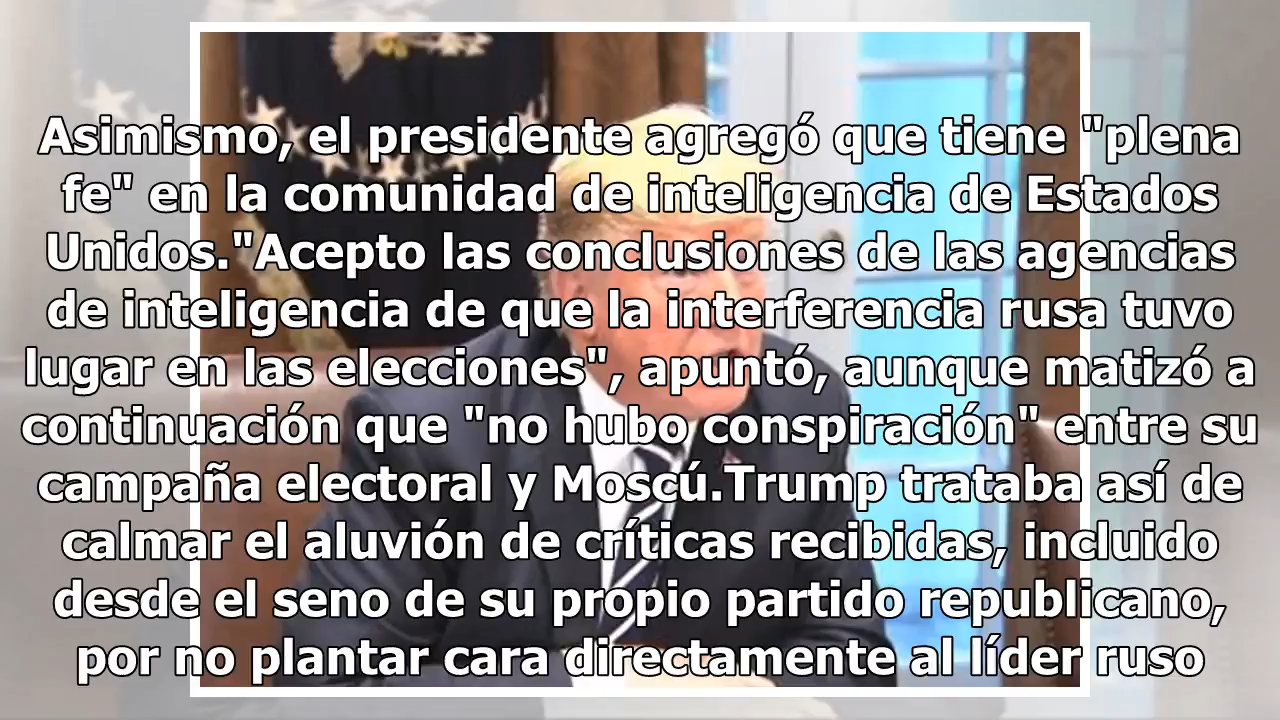 Asimismo, el presidente agregó que tiene "plena
fe" en la comunidad de inteligencia de Estados
Unidos."Acepto las conclusiones de las agencias
de inteligencia de que la interferencia rusa tuvo
lugar en las elecciones", apuntó, aunque matizó a
continuación que "no hubo conspiración" entre su
campaña electoral y Moscú.Trump trataba así de
calmar el aluvión de críticas recibidas, incluido
desde el seno de su propio partido republicano,
por no plantar cara directamente al líder ruso